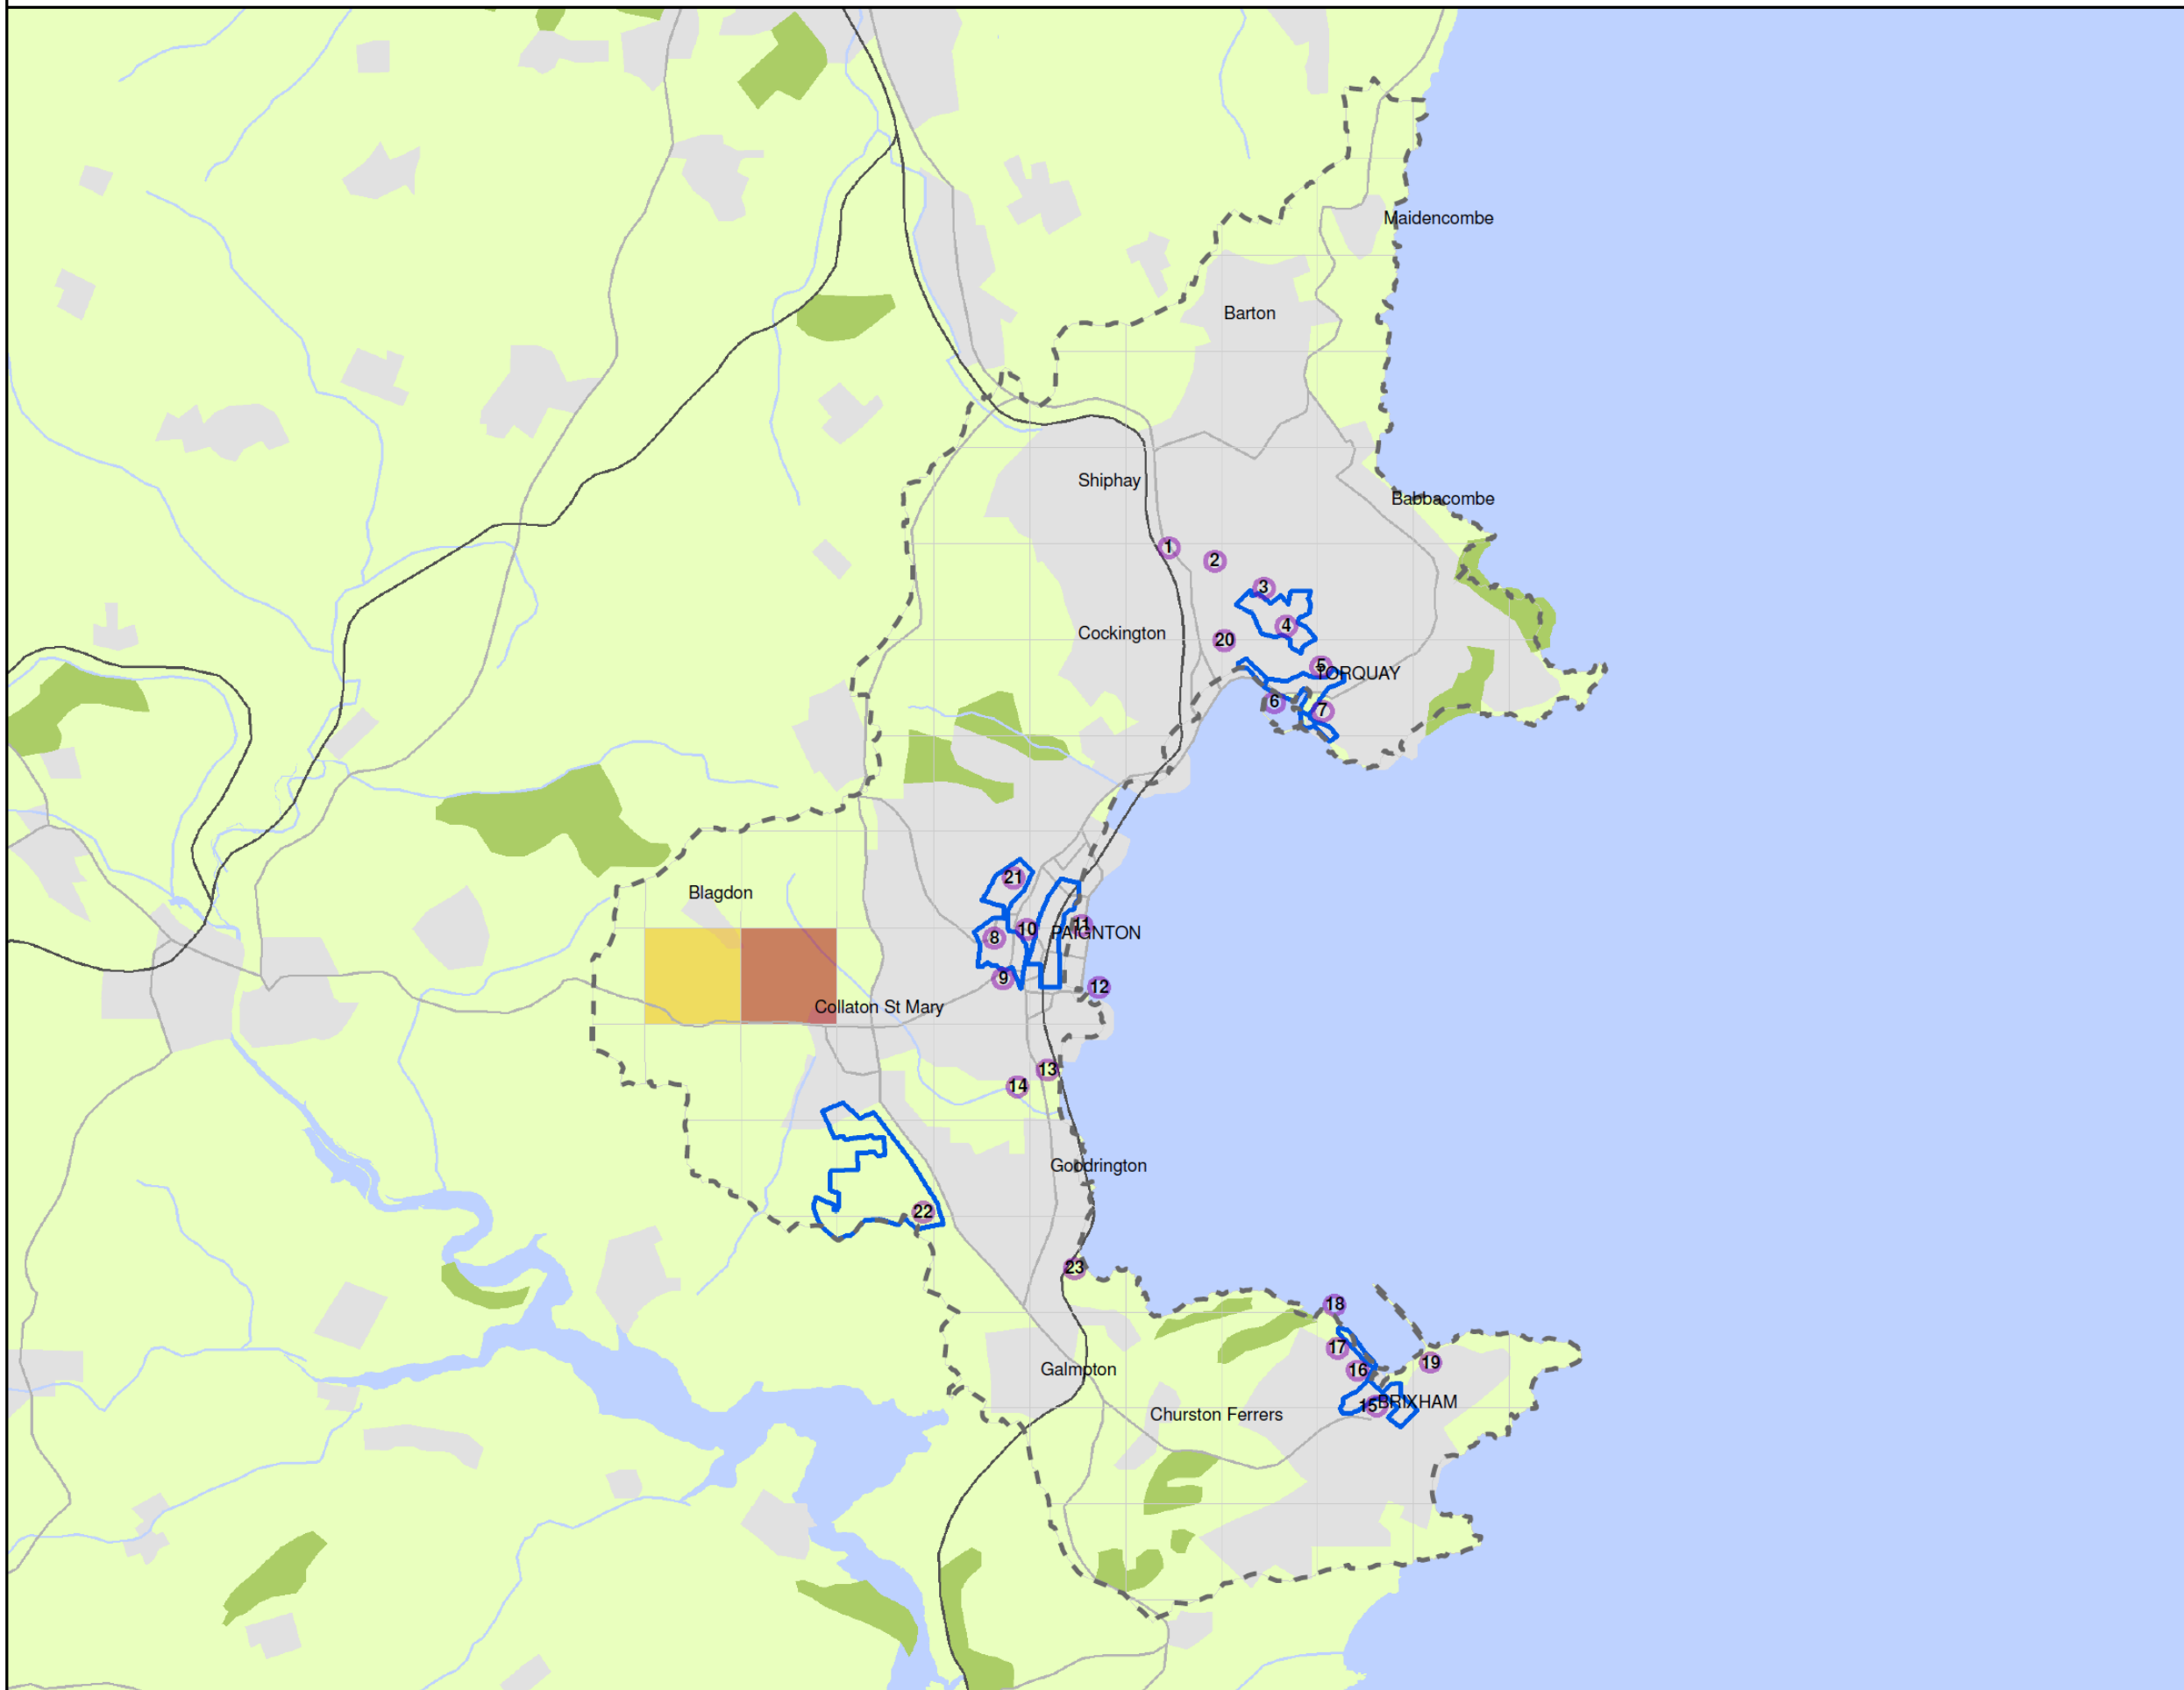 Maidencombe
Barton
Shiphay
Babbacombe
1
2
3
4
Cockington
20
5
TORQUAY
6
7
21
Blagdon
8
10
11
PAIGNTON
9
12
Collaton St Mary
13
14
Goodrington
22
23
18
17
19
16
Galmpton
15
BRIXHAM
Churston Ferrers